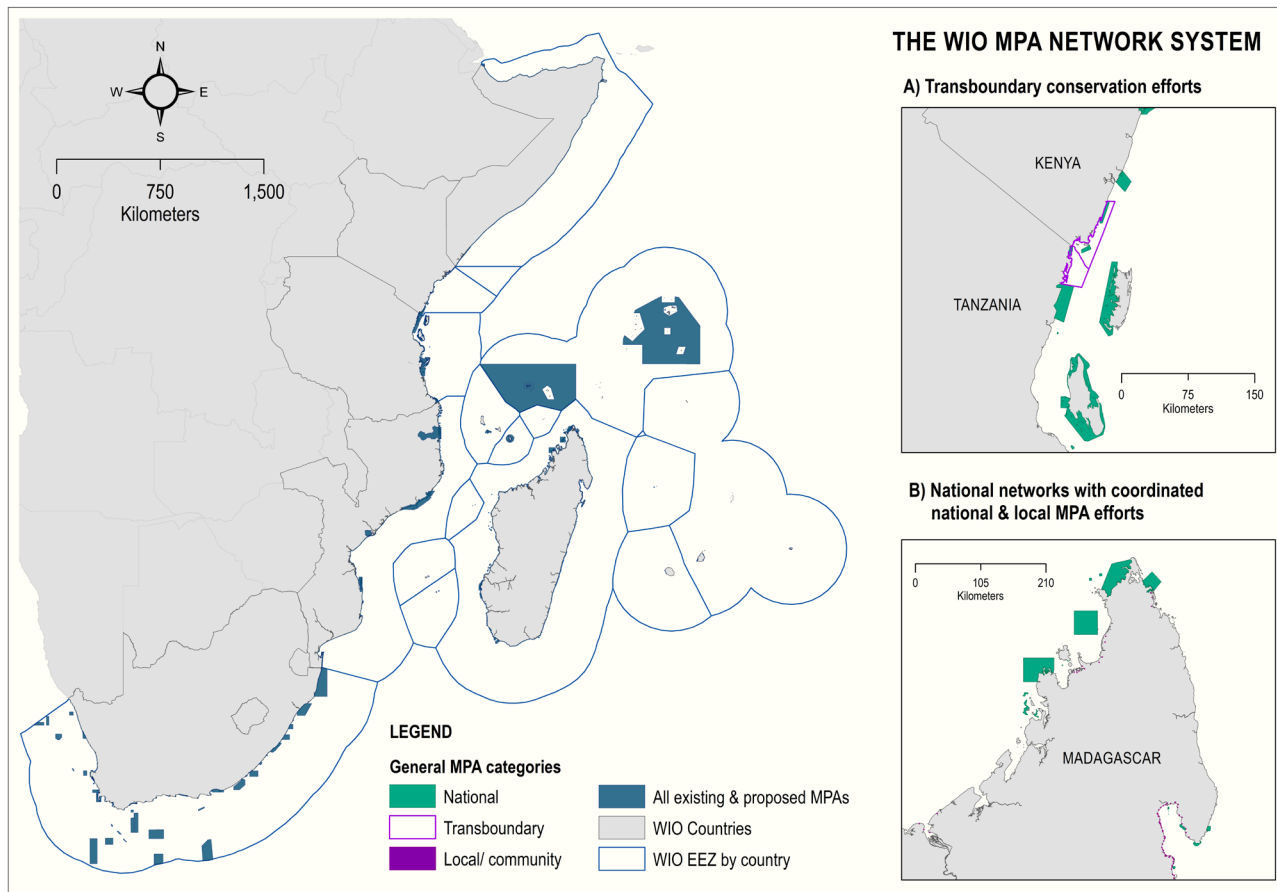 THE WIO MPA NETWORK SYSTEM
N
W E
S
0 750 1,500
Kilometers
A) Transboundary conservation efforts
KENYA
TANZANIA
0 75 150
Kilometers
B) National networks with coordinated
national & local MPA efforts
0 105 210
Kilometers
MADAGASCAR
LEGEND
General MPA categories
National
Transboundary
Local/ community
All existing & proposed MPAs
WIO Countries
WIO EEZ by country